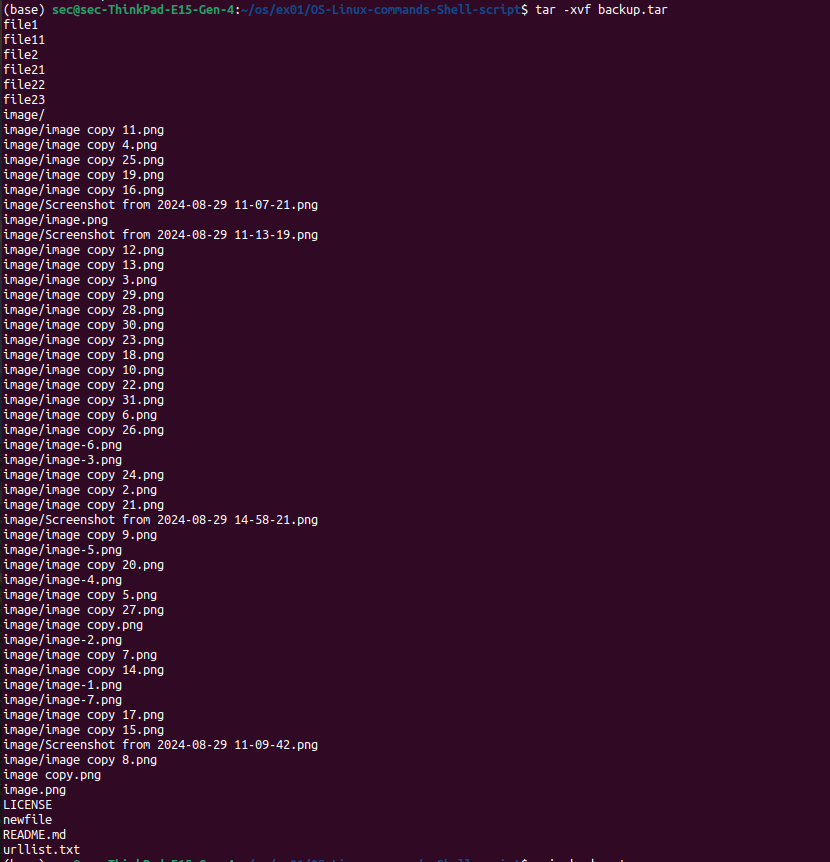 (base) sec@sec-ThinkPad-E15-Gen-4:~/os/ex01/OS-Linux-commands-Shell-script$ tar -xvf backup.tar
file1
file11
file2
file21
file22
file23
image/
image/image copy 11.png
image/image copy 4.png
image/image copy 25.png
image/image copy 19.png
image/image copy 16.png
image/Screenshot from 2024-08-29 11-07-21.png
image/image.png
image/Screenshot from 2024-08-29 11-13-19.png
image/image copy 12.png
image/image copy 13.png
image/image copy 3.png
image/image copy 29.png
image/image copy 28.png
image/image copy 30.png
image/image copy 23.png
image/image copy 18.png
image/image copy 10.png
image/image copy 22.png
image/image copy 31.png
image/image copy 6.png
image/image copy 26.png
image/image-6.png
image/image-3.png
image/image copy 24.png
image/image copy 2.png
image/image copy 21.png
image/Screenshot from 2024-08-29 14-58-21.png
image/image copy 9.png
image/image-5.png
image/image copy 20.png
image/image-4.png
image/image copy 5.png
image/image copy 27.png
image/image copy.png
image/image-2.png
image/image copy 7.png
image/image copy 14.png
image/image-1.png
image/image-7.png
image/image copy 17.png
image/image copy 15.png
image/Screenshot from 2024-08-29 11-09-42.png
image/image copy 8.png
image copy.png
image.png
LICENSE
newfile
README.md
urllist.txt